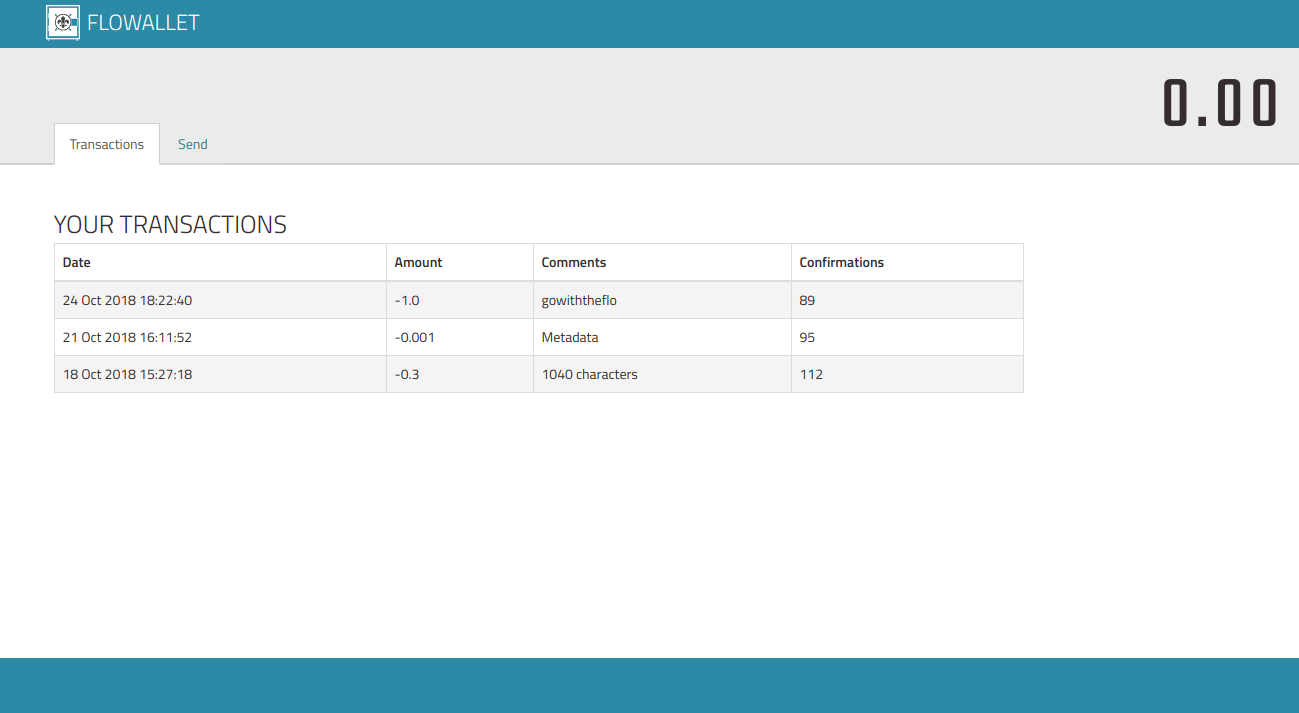 FLOWALLET
0.00
Transactions Send
YOUR TRANSACTIONS
Date Amount Comments Confirmations
24 Oct 2018 18:22:40 -1.0 gowiththeflo 89
21 Oct 2018 16:11:52 -0.001 Metadata 95
18 Oct 2018 15:27:18 -0.3 1040 characters 112